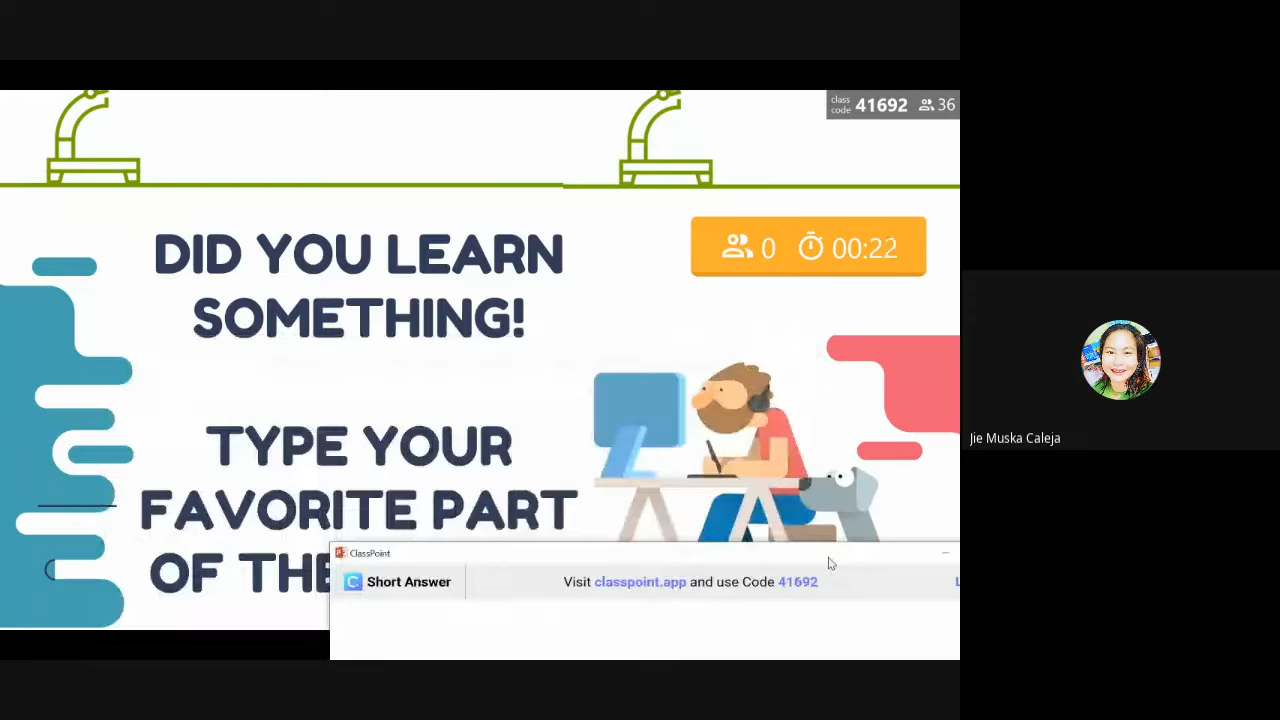 class
code 41692 36
DID YOU LEARN
SOMETHING!
0 00:22
TYPE YOUR
FAVORITE PART
OF THE
Jie Muska Caleja
ClassPoint
C. Short Answer
Visit classpoint.app and use Code 41692
L